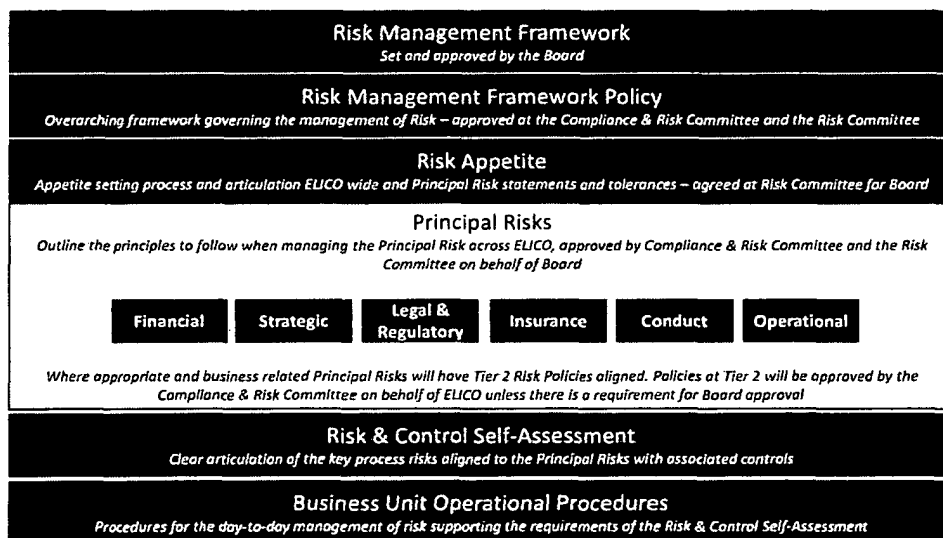 Risk Management Framework
Set and approved by the Board
Risk Management Framework Policy
Overarching framework governing the management of Risk – approved at the Compliance & Risk Committee and the Risk Committee
Risk Appetite
Appetite setting process and articulation ELICO wide and Principal Risk statements and tolerances – agreed at Risk Committee for Board
Principal Risks
Outline the principles to follow when managing the Principal Risk across ELICO, approved by Compliance & Risk Committee and the Risk
Committee on behalf of Board
Financial
Strategic
Legal &
Regulatory
Insurance
Conduct
Operational
Where appropriate and business related Principal Risks will have Tier 2 Risk Policies aligned. Policies at Tier 2 will be approved by the
Compliance & Risk Committee on behalf of ELICO unless there is a requirement for Board approval
Risk & Control Self-Assessment
Clear articulation of the key process risks aligned to the Principal Risks with associated controls
Business Unit Operational Procedures
Procedures for the day-to-day management of risk supporting the requirements of the Risk & Control Self-Assessment